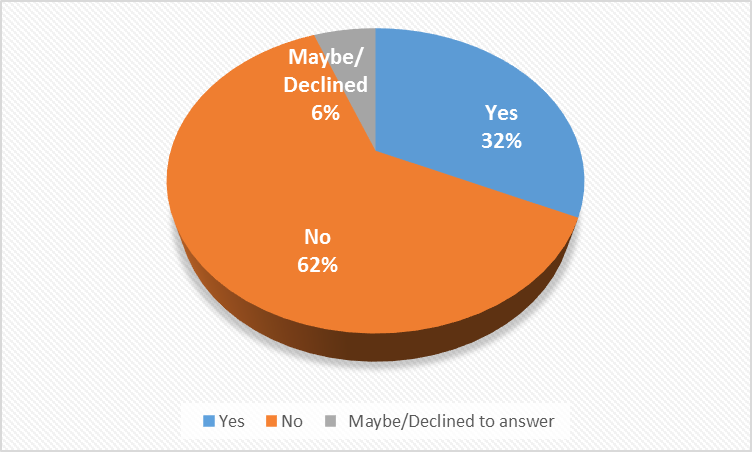 Maybe/
Declined
6%
Yes
32%
No
62%
Yes No Maybe/Declined to answer